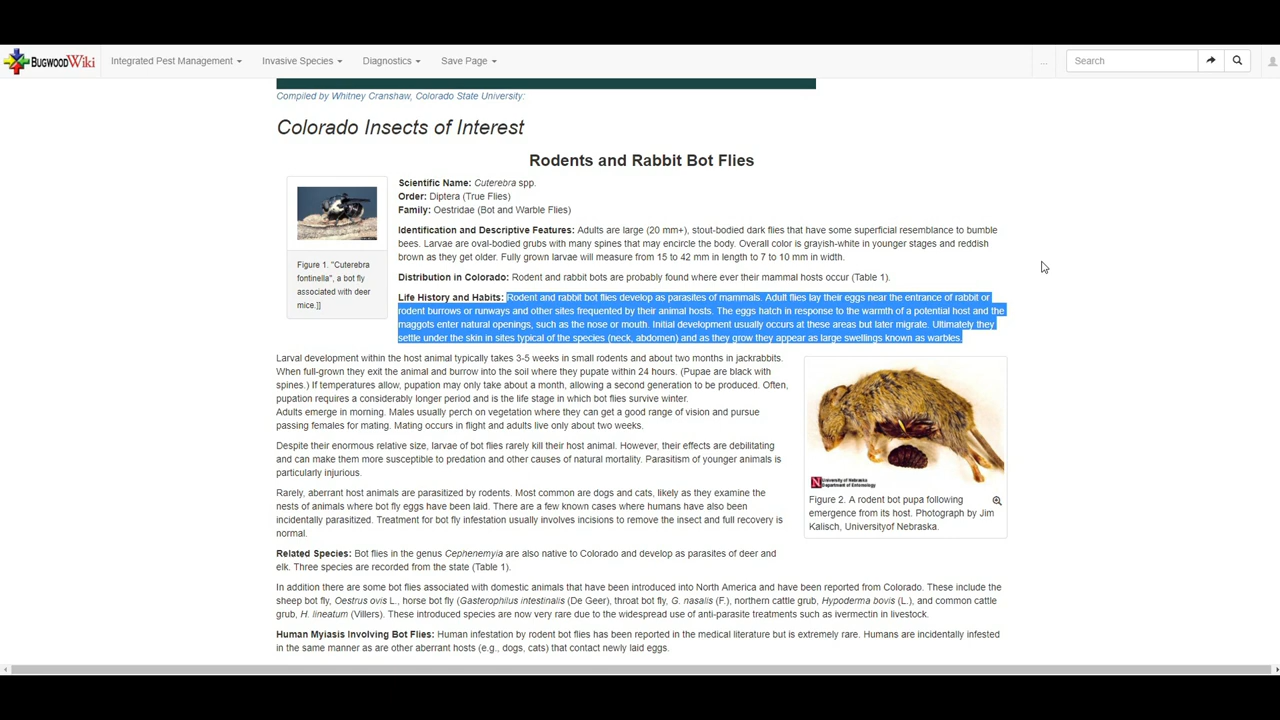 BUGWOODWiki
Integrated Pest Management
Invasive Species
Diagnostics
Save Page
...
Search
Compiled by Whitney Cranshaw, Colorado State University:
Colorado Insects of Interest
Rodents and Rabbit Bot Flies
Figure 1. "Cuterebra
fontinella", a bot fly
associated with deer
mice.]]
Scientific Name: Cuterebra spp.
Order: Diptera (True Flies)
Family: Oestridae (Bot and Warble Flies)
Identification and Descriptive Features: Adults are large (20 mm+), stout-bodied dark flies that have some superficial resemblance to bumble
bees. Larvae are oval-bodied grubs with many spines that may encircle the body. Overall color is grayish-white in younger stages and reddish
brown as they get older. Fully grown larvae will measure from 15 to 42 mm in length to 7 to 10 mm in width.
Distribution in Colorado: Rodent and rabbit bots are probably found where ever their mammal hosts occur (Table 1).
Life History and Habits: Rodent and rabbit bot flies develop as parasites of mammals. Adult flies lay their eggs near the entrance of rabbit or
rodent burrows or runways and other sites frequented by their animal hosts. The eggs hatch in response to the warmth of a potential host and the
maggots enter natural openings, such as the nose or mouth. Initial development usually occurs at these areas but later migrate. Ultimately they
settle under the skin in sites typical of the species (neck, abdomen) and as they grow they appear as large swellings known as warbles.
Larval development within the host animal typically takes 3-5 weeks in small rodents and about two months in jackrabbits.
When full-grown they exit the animal and burrow into the soil where they pupate within 24 hours. (Pupae are black with
spines.) If temperatures allow, pupation may only take about a month, allowing a second generation to be produced. Often,
pupation requires a considerably longer period and is the life stage in which bot flies survive winter.
Adults emerge in morning. Males usually perch on vegetation where they can get a good range of vision and pursue
passing females for mating. Mating occurs in flight and adults live only about two weeks.
Despite their enormous relative size, larvae of bot flies rarely kill their host animal. However, their effects are debilitating
and can make them more susceptible to predation and other causes of natural mortality. Parasitism of younger animals is
particularly injurious.
Rarely, aberrant host animals are parasitized by rodents. Most common are dogs and cats, likely as they examine the
nests of animals where bot fly eggs have been laid. There are a few known cases where humans have also been
incidentally parasitized. Treatment for bot fly infestation usually involves incisions to remove the insect and full recovery is
normal.
N University of Nebraska
Department of Entomology
Figure 2. A rodent bot pupa following
emergence from its host. Photograph by Jim
Kalisch, Universityof Nebraska.
Related Species: Bot flies in the genus Cephenemyia are also native to Colorado and develop as parasites of deer and
elk. Three species are recorded from the state (Table 1).
In addition there are some bot flies associated with domestic animals that have been introduced into North America and have been reported from Colorado. These include the
sheep bot fly, Oestrus ovis L., horse bot fly (Gasterophilus intestinalis (De Geer), throat bot fly, G. nasalis (F.), northern cattle grub, Hypoderma bovis (L.), and common cattle
grub, H. lineatum (Villers). These introduced species are now very rare due to the widespread use of anti-parasite treatments such as ivermectin in livestock.
Human Myiasis Involving Bot Flies: Human infestation by rodent bot flies has been reported in the medical literature but is extremely rare. Humans are incidentally infested
in the same manner as are other aberrant hosts (e.g., dogs, cats) that contact newly laid eggs.